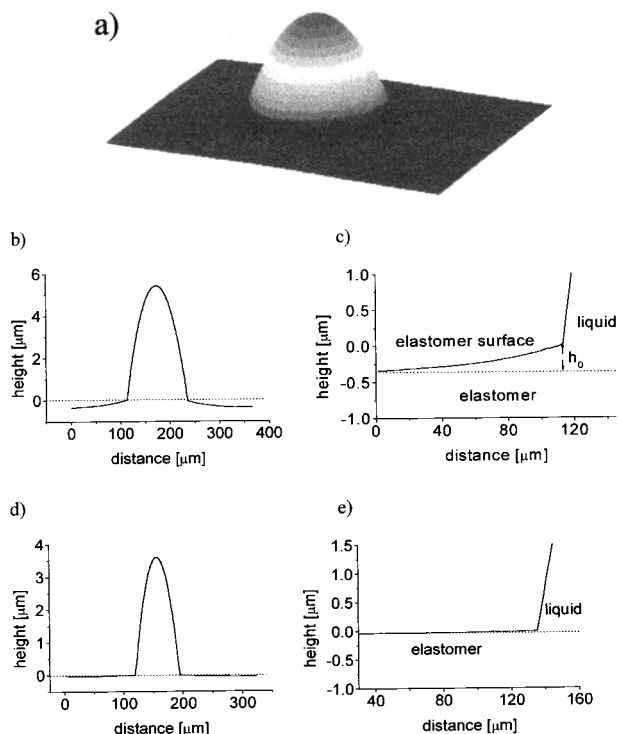 a)
b)
6
4
2
0
height [µm]
0 100 200 300 400
distance [µm]
c)
1.0
0.5
0.0
-0.5
-1.0
height [µm]
liquid
elastomer surface
h0
elastomer
0 40 80 120
distance [µm]
d)
4
3
2
1
0
height [µm]
0 100 200 300
distance [µm]
e)
1.5
1.0
0.5
0.0
-0.5
-1.0
height [µm]
liquid
elastomer
40 80 120 160
distance [µm]